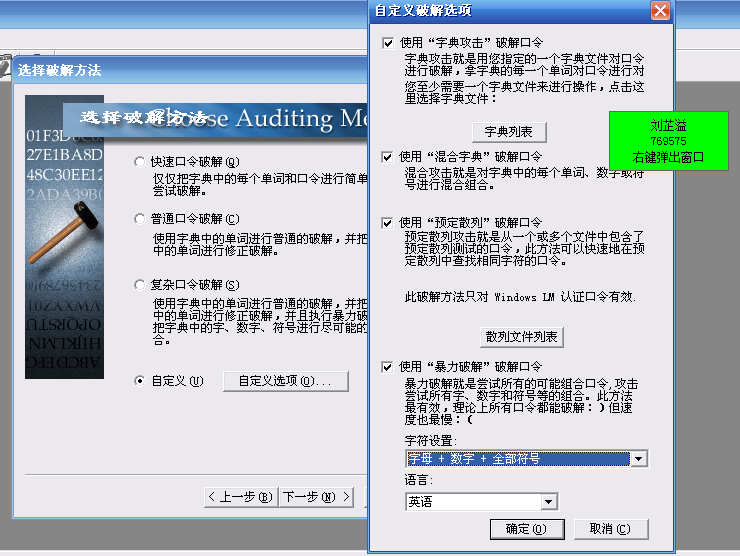 选择破解方法
选择破解方法
Choose Auditing Me
01F3D
27E1BA8D
48C30EE12
2ADA39B0
快速口令破解(Q)
仅仅把字典中的每个单词和口令进行简单
尝试破解。
普通口令破解(C)
使用字典中的单词进行普通的破解，并把
中的单词进行修正破解。
复杂口令破解(S)
使用字典中的单词进行普通的破解，并把
中的单词进行修正破解，并且执行暴力破
把字典中的字、数字、符号进行尽可能的
合。
自定义(U)
自定义选项(O)...
< 上一步(B)
下一步(N) >
自定义破解选项
使用“字典攻击”破解口令
字典攻击就是用您指定的一个字典文件对口令
进行破解，拿字典的每一个单词对口令进行对
您至少需要一个字典文件来进行操作，点击这
里选择字典文件：
字典列表
使用“混合字典”破解口令
混合攻击就是对字典中的每个单词、数字或符
号进行混合组合。
使用“预定散列”破解口令
预定散列攻击就是从一个或多个文件中包含了
预定散列测试的口令，此方法可以快速地在预
定散列中查找相同字符的口令。
此破解方法只对 Windows LM 认证口令有效.
散列文件列表
使用“暴力破解”破解口令
暴力破解就是尝试所有的可能组合口令,攻击
尝试所有字、数字和符号等的组合。此方法
最有效，理论上所有口令都能破解：）但速
度也最慢：（
字符设置:
字母 + 数字 + 全部符号
语言:
英语
确定(O)
取消(C)
刘芷溢
769575
右键弹出窗口